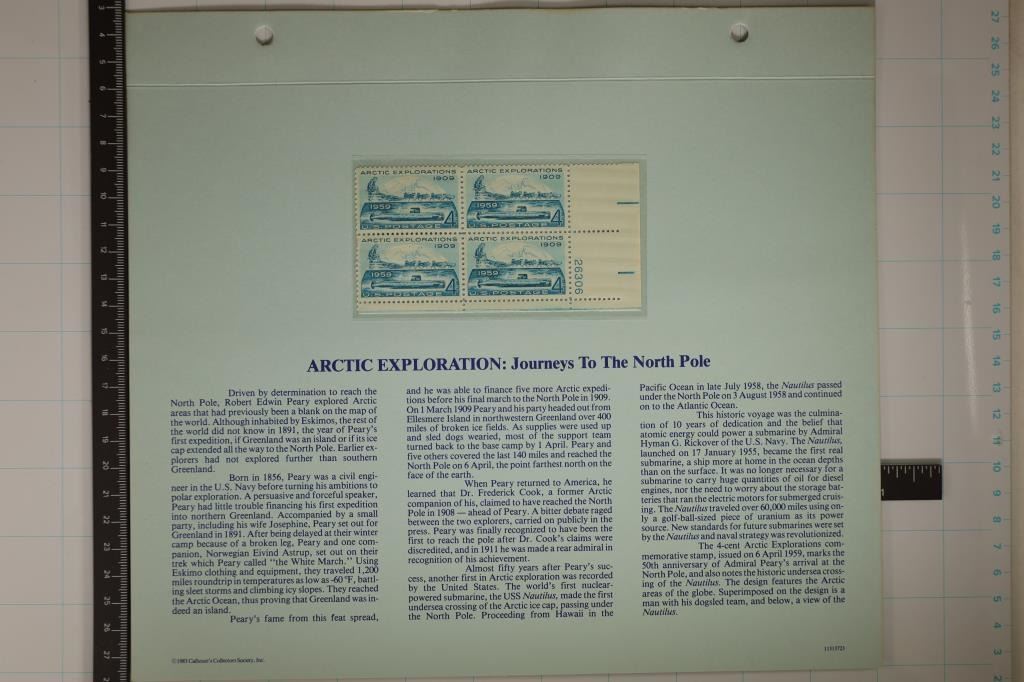 ARCTIC EXPLORATIONS
1909
1959
4¢
U.S. POSTAGE
ARCTIC EXPLORATIONS
1909
1959
4¢
U.S. POSTAGE
ARCTIC EXPLORATIONS
1909
1959
4¢
U.S. POSTAGE
ARCTIC EXPLORATIONS
1909
1959
4¢
U.S. POSTAGE
26306
ARCTIC EXPLORATION: Journeys To The North Pole
Driven by determination to reach the
North Pole, Robert Edwin Peary explored Arctic
areas that had previously been a blank on the map of
the world. Although inhabited by Eskimos, the rest of
the world did not know in 1891, the year of Peary's
first expedition, if Greenland was an island or if its ice
cap extended all the way to the North Pole. Earlier ex-
plorers had not explored further than southern
Greenland.
Born in 1856, Peary was a civil engi-
neer in the U.S. Navy before turning his ambitions to
polar exploration. A persuasive and forceful speaker,
Peary had little trouble financing his first expedition
into northern Greenland. Accompanied by a small
party, including his wife Josephine, Peary set out for
Greenland in 1891. After being delayed at their winter
camp because of a broken leg, Peary and one com-
panion, Norwegian Eivind Astrup, set out on their
trek which Peary called "the White March." Using
Eskimo clothing and equipment, they traveled 1,200
miles roundtrip in temperatures as low as -60 °F, battl-
ing sleet storms and climbing icy slopes. They reached
the Arctic Ocean, thus proving that Greenland was in-
deed an island.
Peary's fame from this feat spread,
and he was able to finance five more Arctic expedi-
tions before his final march to the North Pole in 1909.
On 1 March 1909 Peary and his party headed out from
Ellesmere Island in northwestern Greenland over 400
miles of broken ice fields. As supplies were used up
and sled dogs wearied, most of the support team
turned back to the base camp by 1 April. Peary and
five others covered the last 140 miles and reached the
North Pole on 6 April, the point farthest north on the
face of the earth.
When Peary returned to America, he
learned that Dr. Frederick Cook, a former Arctic
companion of his, claimed to have reached the North
Pole in 1908 — ahead of Peary. A bitter debate raged
between the two explorers, carried on publicly in the
press. Peary was finally recognized to have been the
first to reach the pole after Dr. Cook's claims were
discredited, and in 1911 he was made a rear admiral in
recognition of his achievement.
Almost fifty years after Peary's suc-
cess, another first in Arctic exploration was recorded
by the United States. The world's first nuclear-
powered submarine, the USS Nautilus, made the first
undersea crossing of the Arctic ice cap, passing under
the North Pole. Proceeding from Hawaii in the
Pacific Ocean in late July 1958, the Nautilus passed
under the North Pole on 3 August 1958 and continued
on to the Atlantic Ocean.
This historic voyage was the culmina-
tion of 10 years of dedication and the belief that
atomic energy could power a submarine by Admiral
Hyman G. Rickover of the U.S. Navy. The Nautilus,
launched on 17 January 1955, became the first real
submarine, a ship more at home in the ocean depths
than on the surface. It was no longer necessary for a
submarine to carry huge quantities of oil for diesel
engines, nor the need to worry about the storage bat-
teries that ran the electric motors for submerged cruis-
ing. The Nautilus traveled over 60,000 miles using on-
ly a golf-ball-sized piece of uranium as its power
source. New standards for future submarines were set
by the Nautilus and naval strategy was revolutionized.
The 4-cent Arctic Explorations com-
memorative stamp, issued on 6 April 1959, marks the
50th anniversary of Admiral Peary's arrival at the
North Pole, and also notes the historic undersea cross-
ing of the Nautilus. The design features the Arctic
areas of the globe. Superimposed on the design is a
man with his dogsled team, and below, a view of the
Nautilus.
©1983 Calhoun's Collectors Society, Inc.